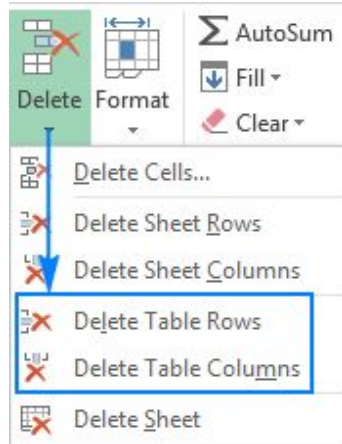 AutoSum
Fill
Clear
Delete Format
Delete Cells...
Delete Sheet Rows
Delete Sheet Columns
Delete Table Rows
Delete Table Columns
Delete Sheet